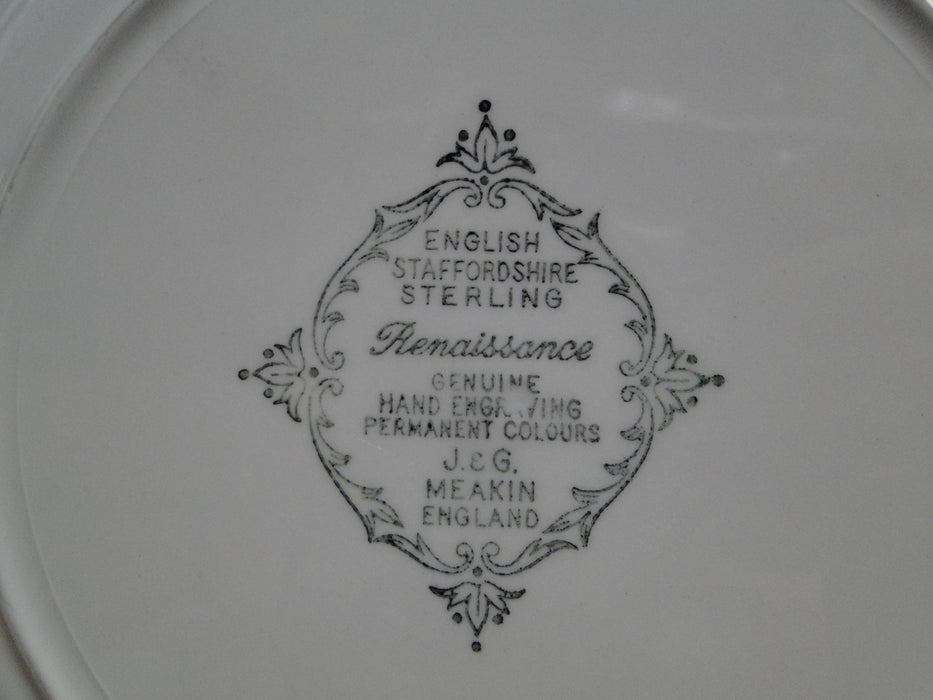 ENGLISH
STAFFORDSHIRE
STERLING
Renaissance
GENUINE
HAND ENGRAVING
PERMANENT COLOURS
J. & G.
MEAKIN
ENGLAND